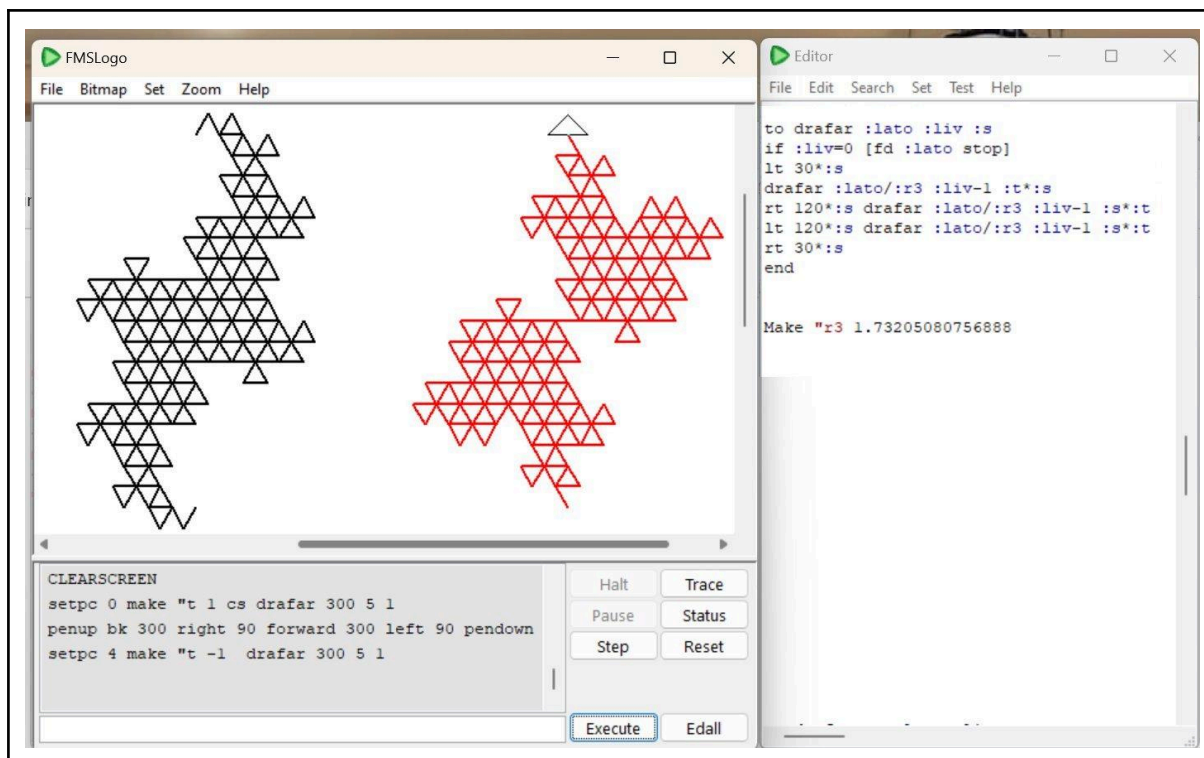 FMSLogo
File Bitmap Set Zoom Help
CLEARSCREEN
setpc 0 make "t 1 cs drafar 300 5 1
penup bk 300 right 90 forward 300 left 90 pendown
setpc 4 make "t -1  drafar 300 5 1
Halt Trace
Pause Status
Step Reset
Execute Edall
Editor
File Edit Search Set Test Help
to drafar :lato :liv :s
if :liv=0 [fd :lato stop]
lt 30*:s
drafar :lato/:r3 :liv-1 :t*:s
rt 120*:s drafar :lato/:r3 :liv-1 :s*:t
lt 120*:s drafar :lato/:r3 :liv-1 :s*:t
rt 30*:s
end
Make "r3 1.73205080756888